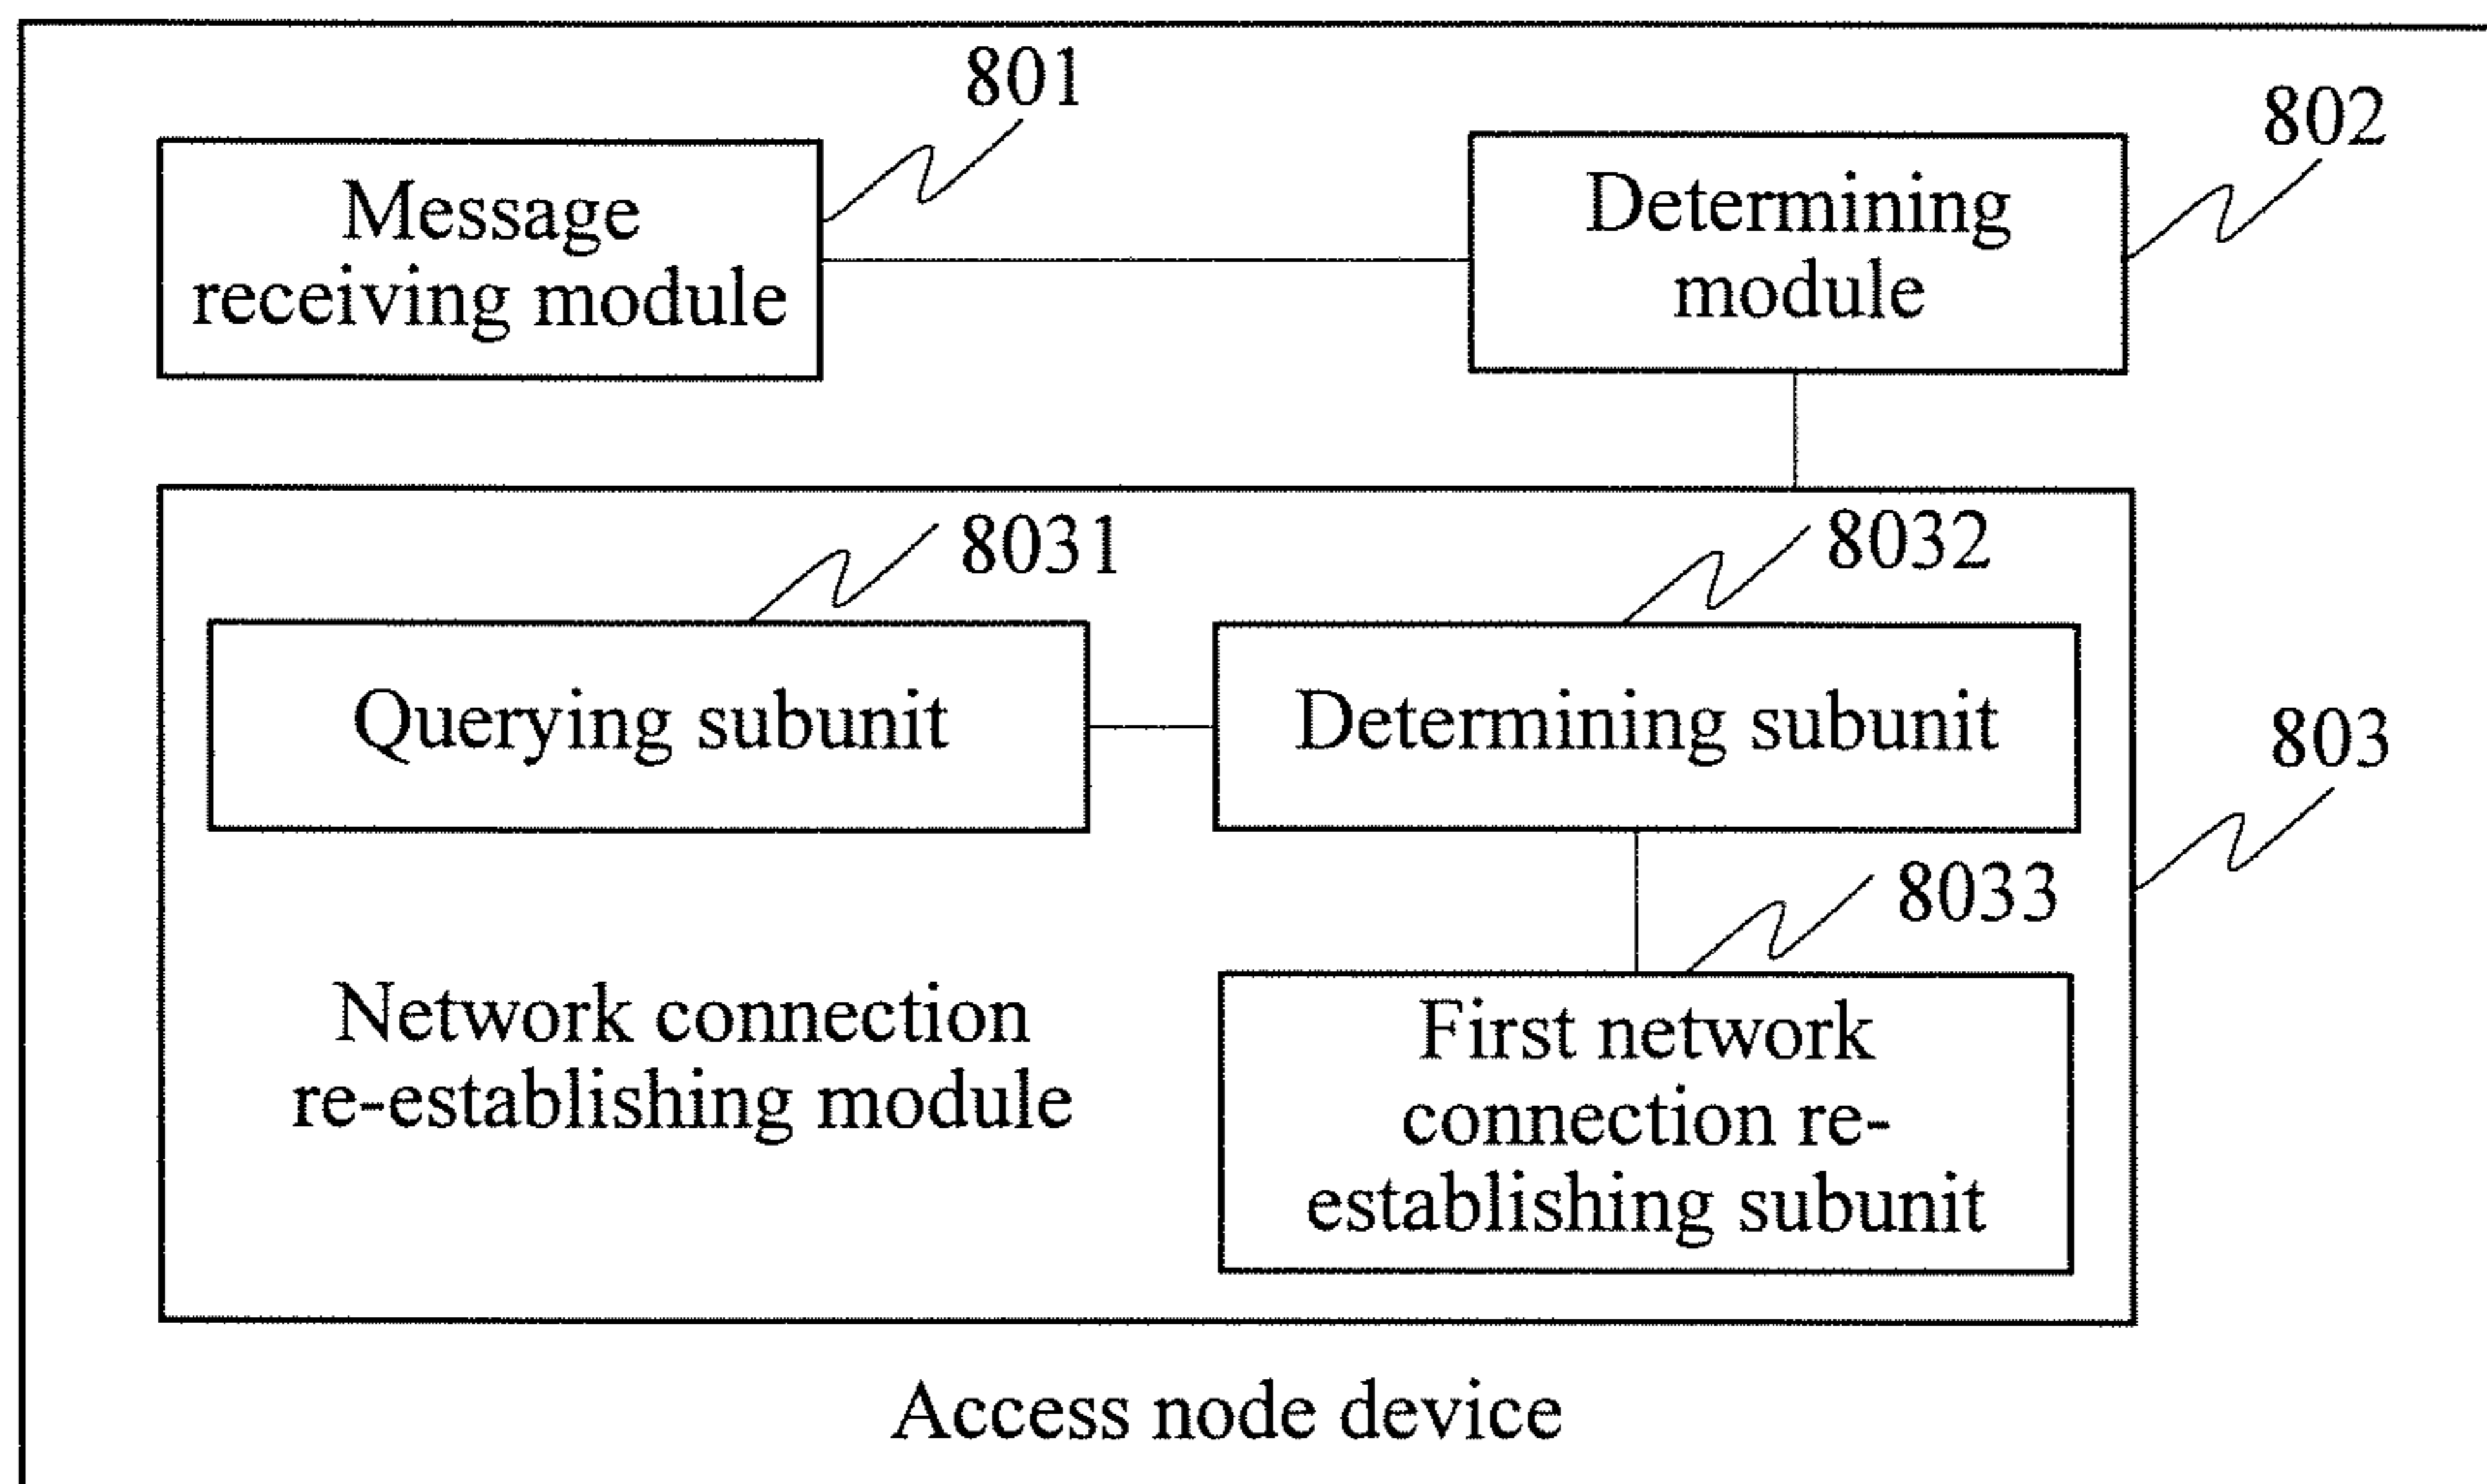 801
802
Message
receiving module
Determining
module
8031
8032
Querying subunit
Determining subunit
803
8033
Network connection
re-establishing module
First network
connection re-
establishing subunit
Access node device